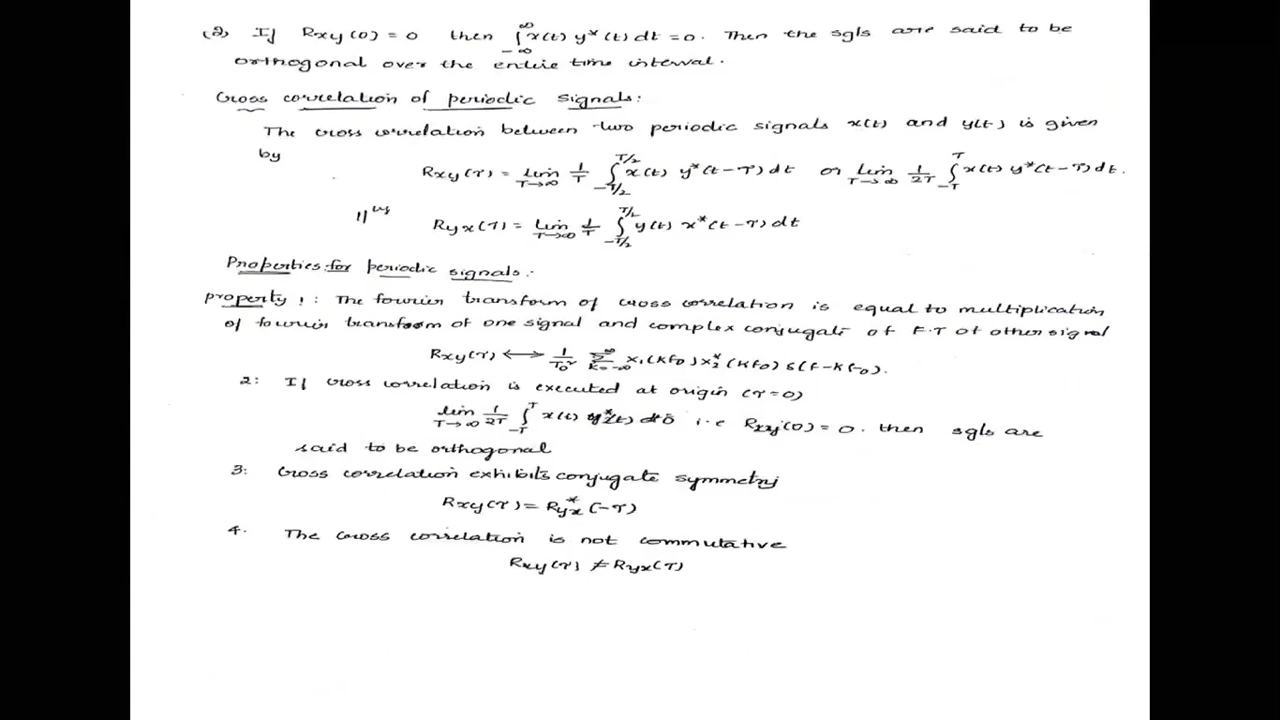 (2) If Rxy(0) = 0 then ∫_{-∞}^{∞} x(t) y*(t) dt = 0. Then the sgls are said to be
orthogonal over the entire time interval.
Cross correlation of periodic signals:
The cross correlation between two periodic signals x(t) and y(t) is given
by
Rxy(τ) = lim_{T→∞} 1/T ∫_{-T/2}^{T/2} x(t) y*(t-τ) dt or lim_{T→∞} 1/2T ∫_{-T}^{T} x(t) y*(t-τ) dt.
||ly Ryx(τ) = lim_{T→∞} 1/T ∫_{-T/2}^{T/2} y(t) x*(t-τ) dt
Properties for periodic signals:
property 1: The fourier transform of cross correlation is equal to multiplication
of fourier transform of one signal and complex conjugate of F.T of other signal
Rxy(τ) ↔ 1/T₀² Σ_{K=-∞}^{∞} X₁(Kf₀) X₂*(Kf₀) δ(f-Kf₀).
2: If cross correlation is executed at origin (τ=0)
lim_{T→∞} 1/2T ∫_{-T}^{T} x(t) y*(t) dt=0 i.e Rxy(0) = 0. then sgls are
said to be orthogonal
3: Cross correlation exhibits conjugate symmetry
Rxy(τ) = Ryx*(-τ)
4. The cross correlation is not commutative
Rxy(τ) ≠ Ryx(τ)